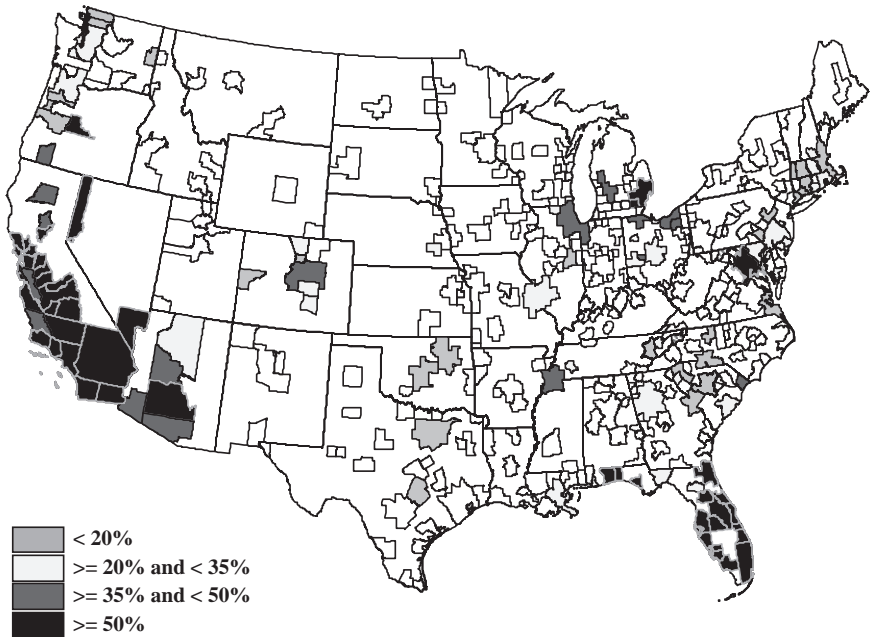 < 20%
>= 20% and < 35%
>= 35% and < 50%
>= 50%